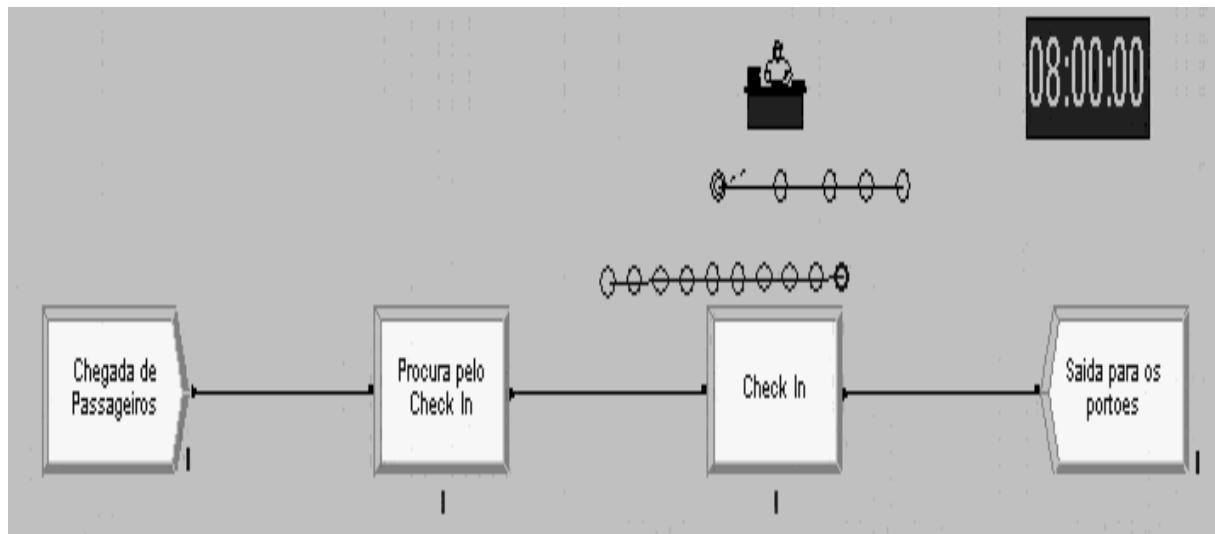 08:00:00
Chegada de
Passageiros
Procura pelo
Check In
Check In
Saida para os
portoes